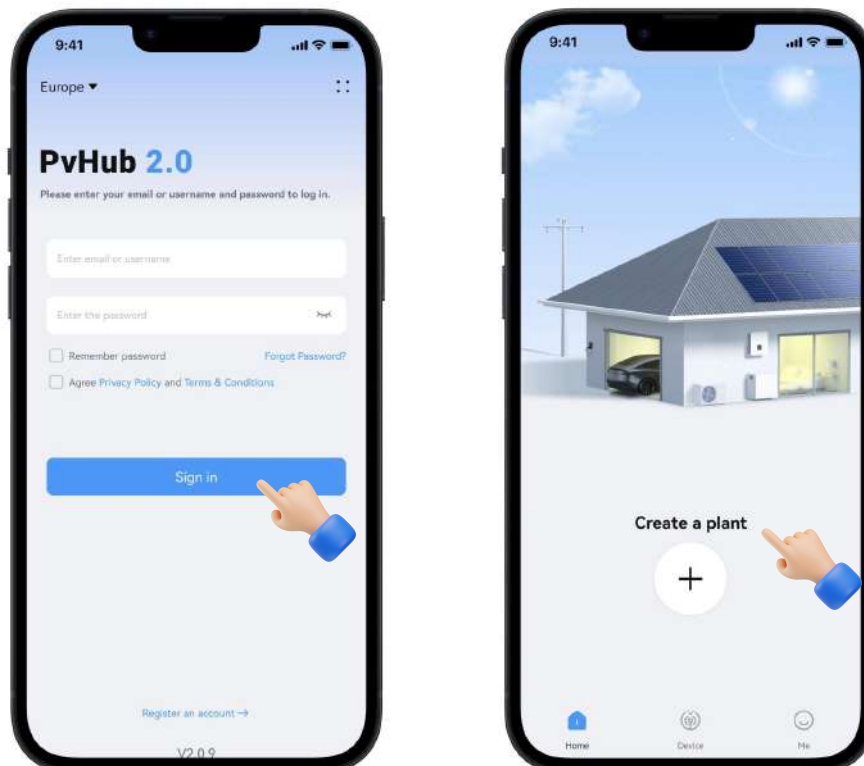 9:41
Europe
PvHub 2.0
Please enter your email or username and password to log in.
Enter email or username
Enter the password
Remember password Forgot Password?
Agree Privacy Policy and Terms & Conditions
Sign in
Register an account →
V2.0.9
9:41
Create a plant
+
Home Device Me